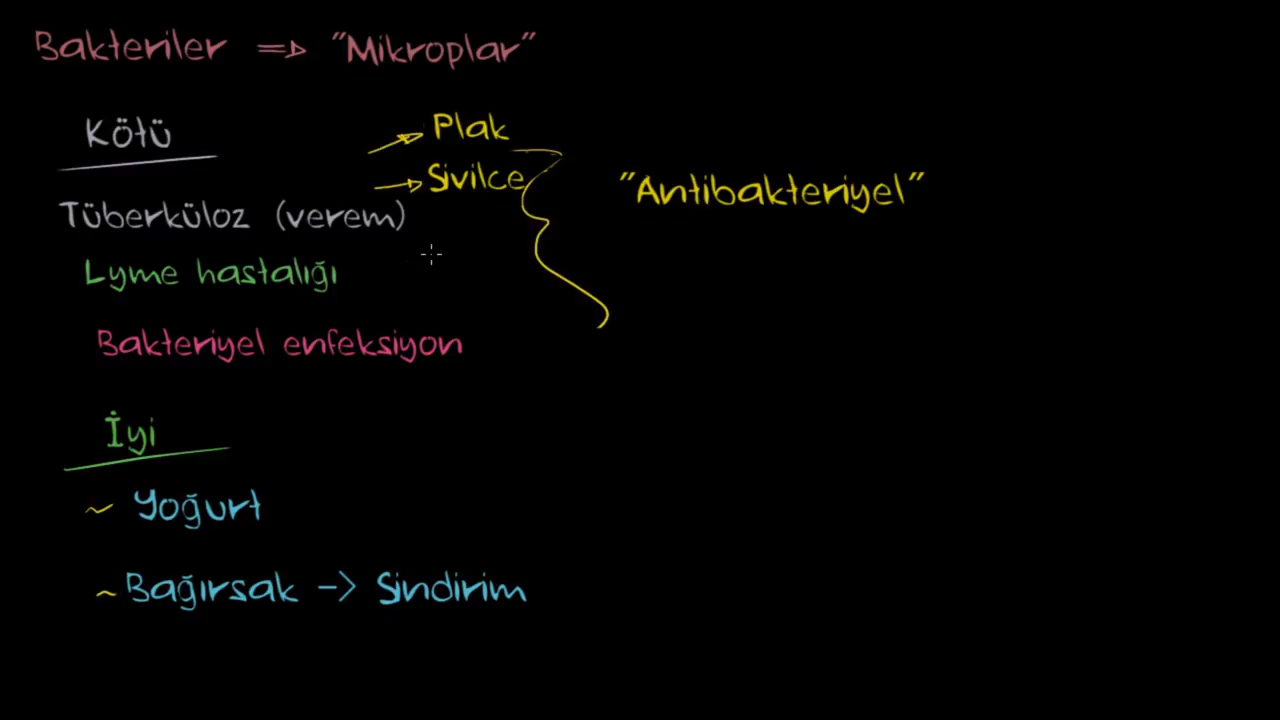 Bakteriler => "Mikroplar"
Kötü
Plak
Sivilce
"Antibakteriyel"
Tüberküloz (verem)
Lyme hastalığı
Bakteriyel enfeksiyon
İyi
~ Yoğurt
~ Bağırsak -> Sindirim